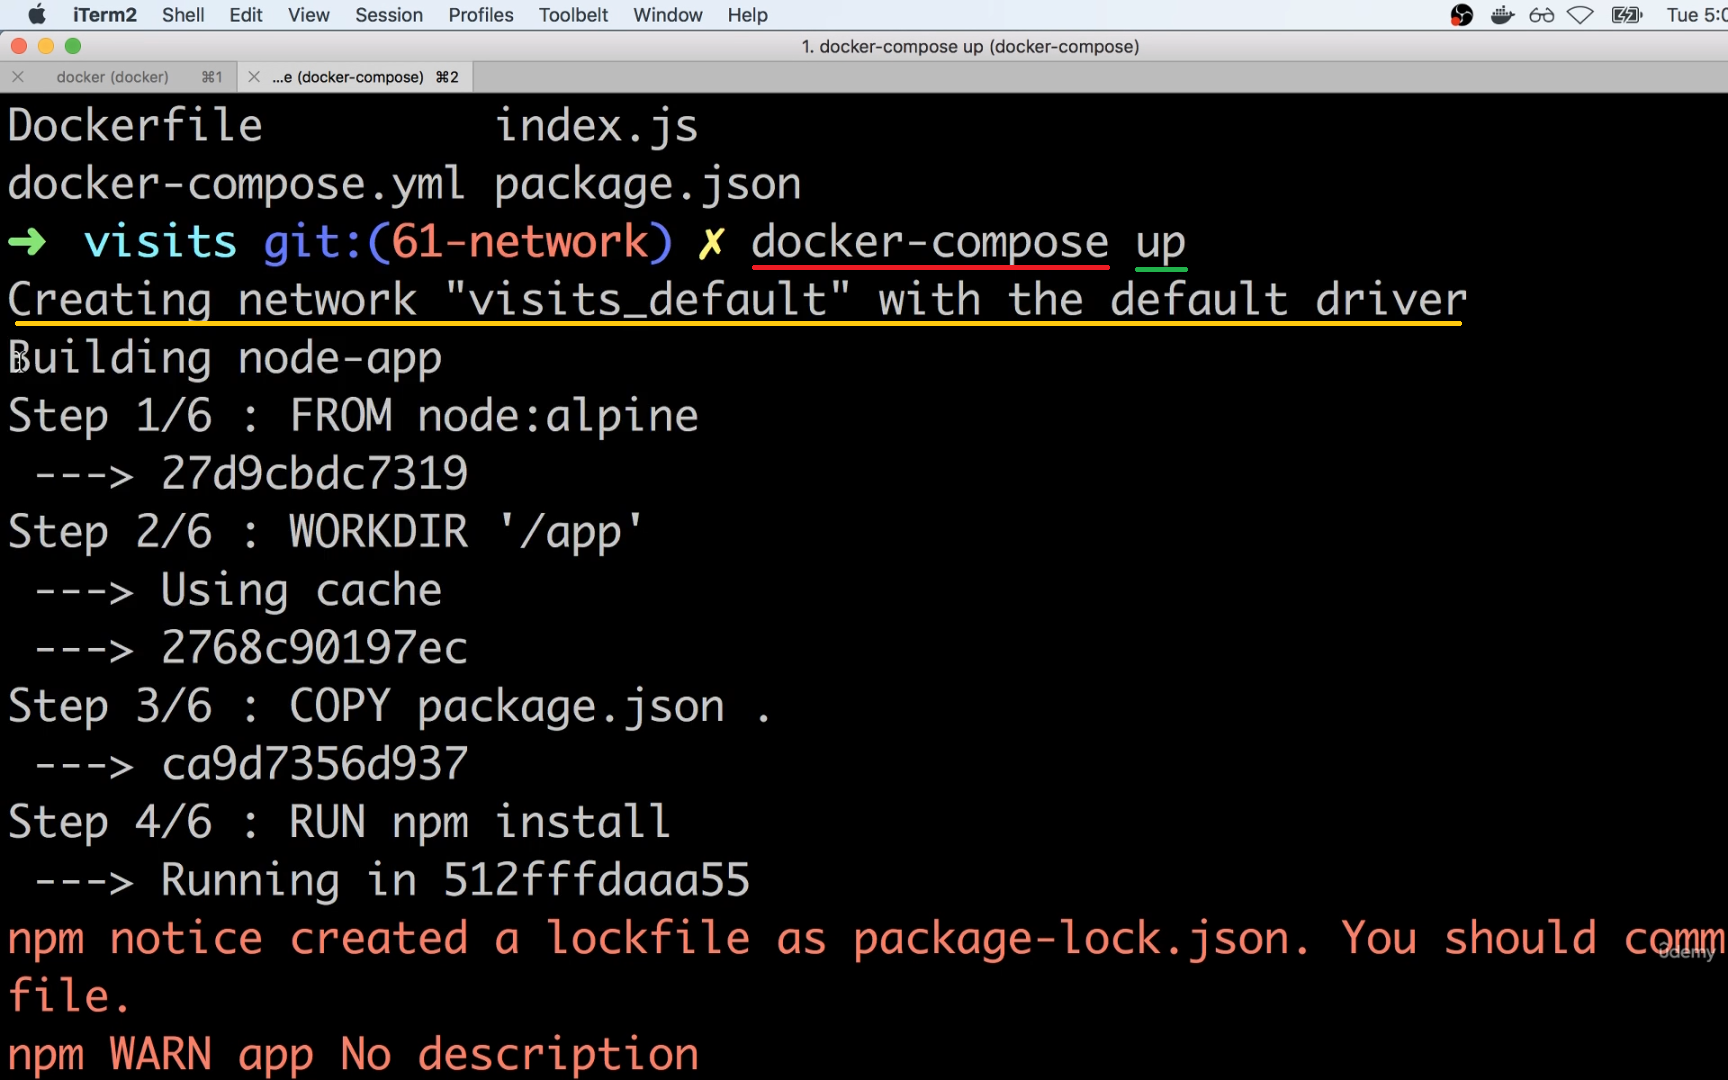 iTerm2 Shell Edit View Session Profiles Toolbelt Window Help Tue 5:0
1. docker-compose up (docker-compose)
docker (docker) ⌘1 ...e (docker-compose) ⌘2
Dockerfile index.js
docker-compose.yml package.json
➜ visits git:(61-network) ✗ docker-compose up
Creating network "visits_default" with the default driver
Building node-app
Step 1/6 : FROM node:alpine
---> 27d9cbdc7319
Step 2/6 : WORKDIR '/app'
---> Using cache
---> 2768c90197ec
Step 3/6 : COPY package.json .
---> ca9d7356d937
Step 4/6 : RUN npm install
---> Running in 512fffdaaa55
npm notice created a lockfile as package-lock.json. You should comm
ûdemy
file.
npm WARN app No description